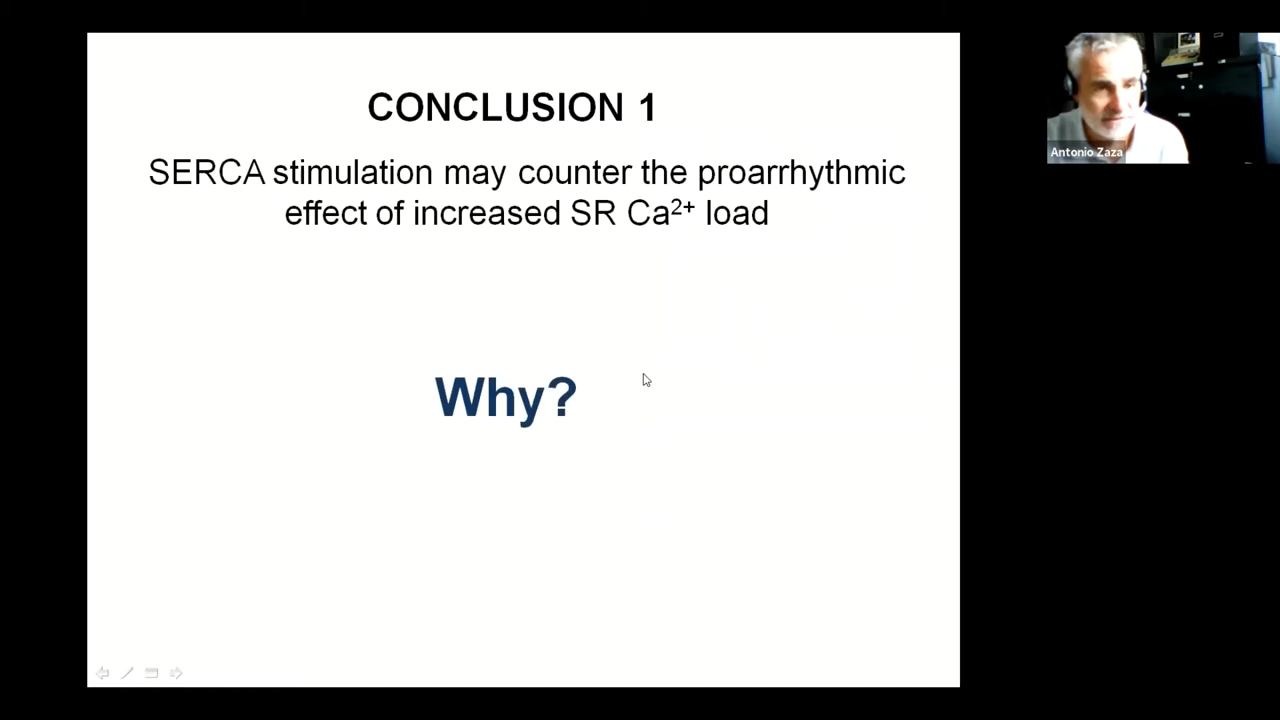 CONCLUSION 1
SERCA stimulation may counter the proarrhythmic
effect of increased SR Ca²⁺ load
Why?
Antonio Zaza